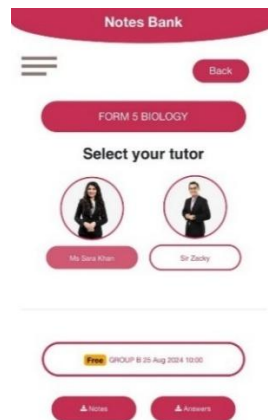 Notes Bank
Back
FORM 5 BIOLOGY
Select your tutor
Ms Sara Khan
Sir Zacky
Free GROUP B 25 Aug 2024 10:00
Notes
Answers